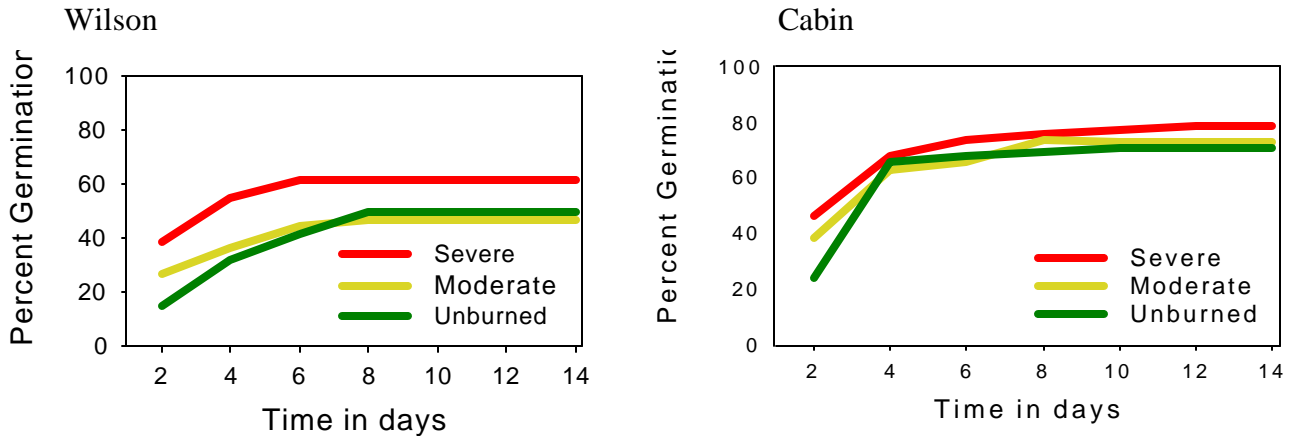 Wilson
Percent Germination
100
80
60
40
20
0
Severe
Moderate
Unburned
2 4 6 8 10 12 14
Time in days
Cabin
Percent Germinatic
100
80
60
40
20
0
Severe
Moderate
Unburned
2 4 6 8 10 12 14
Time in days